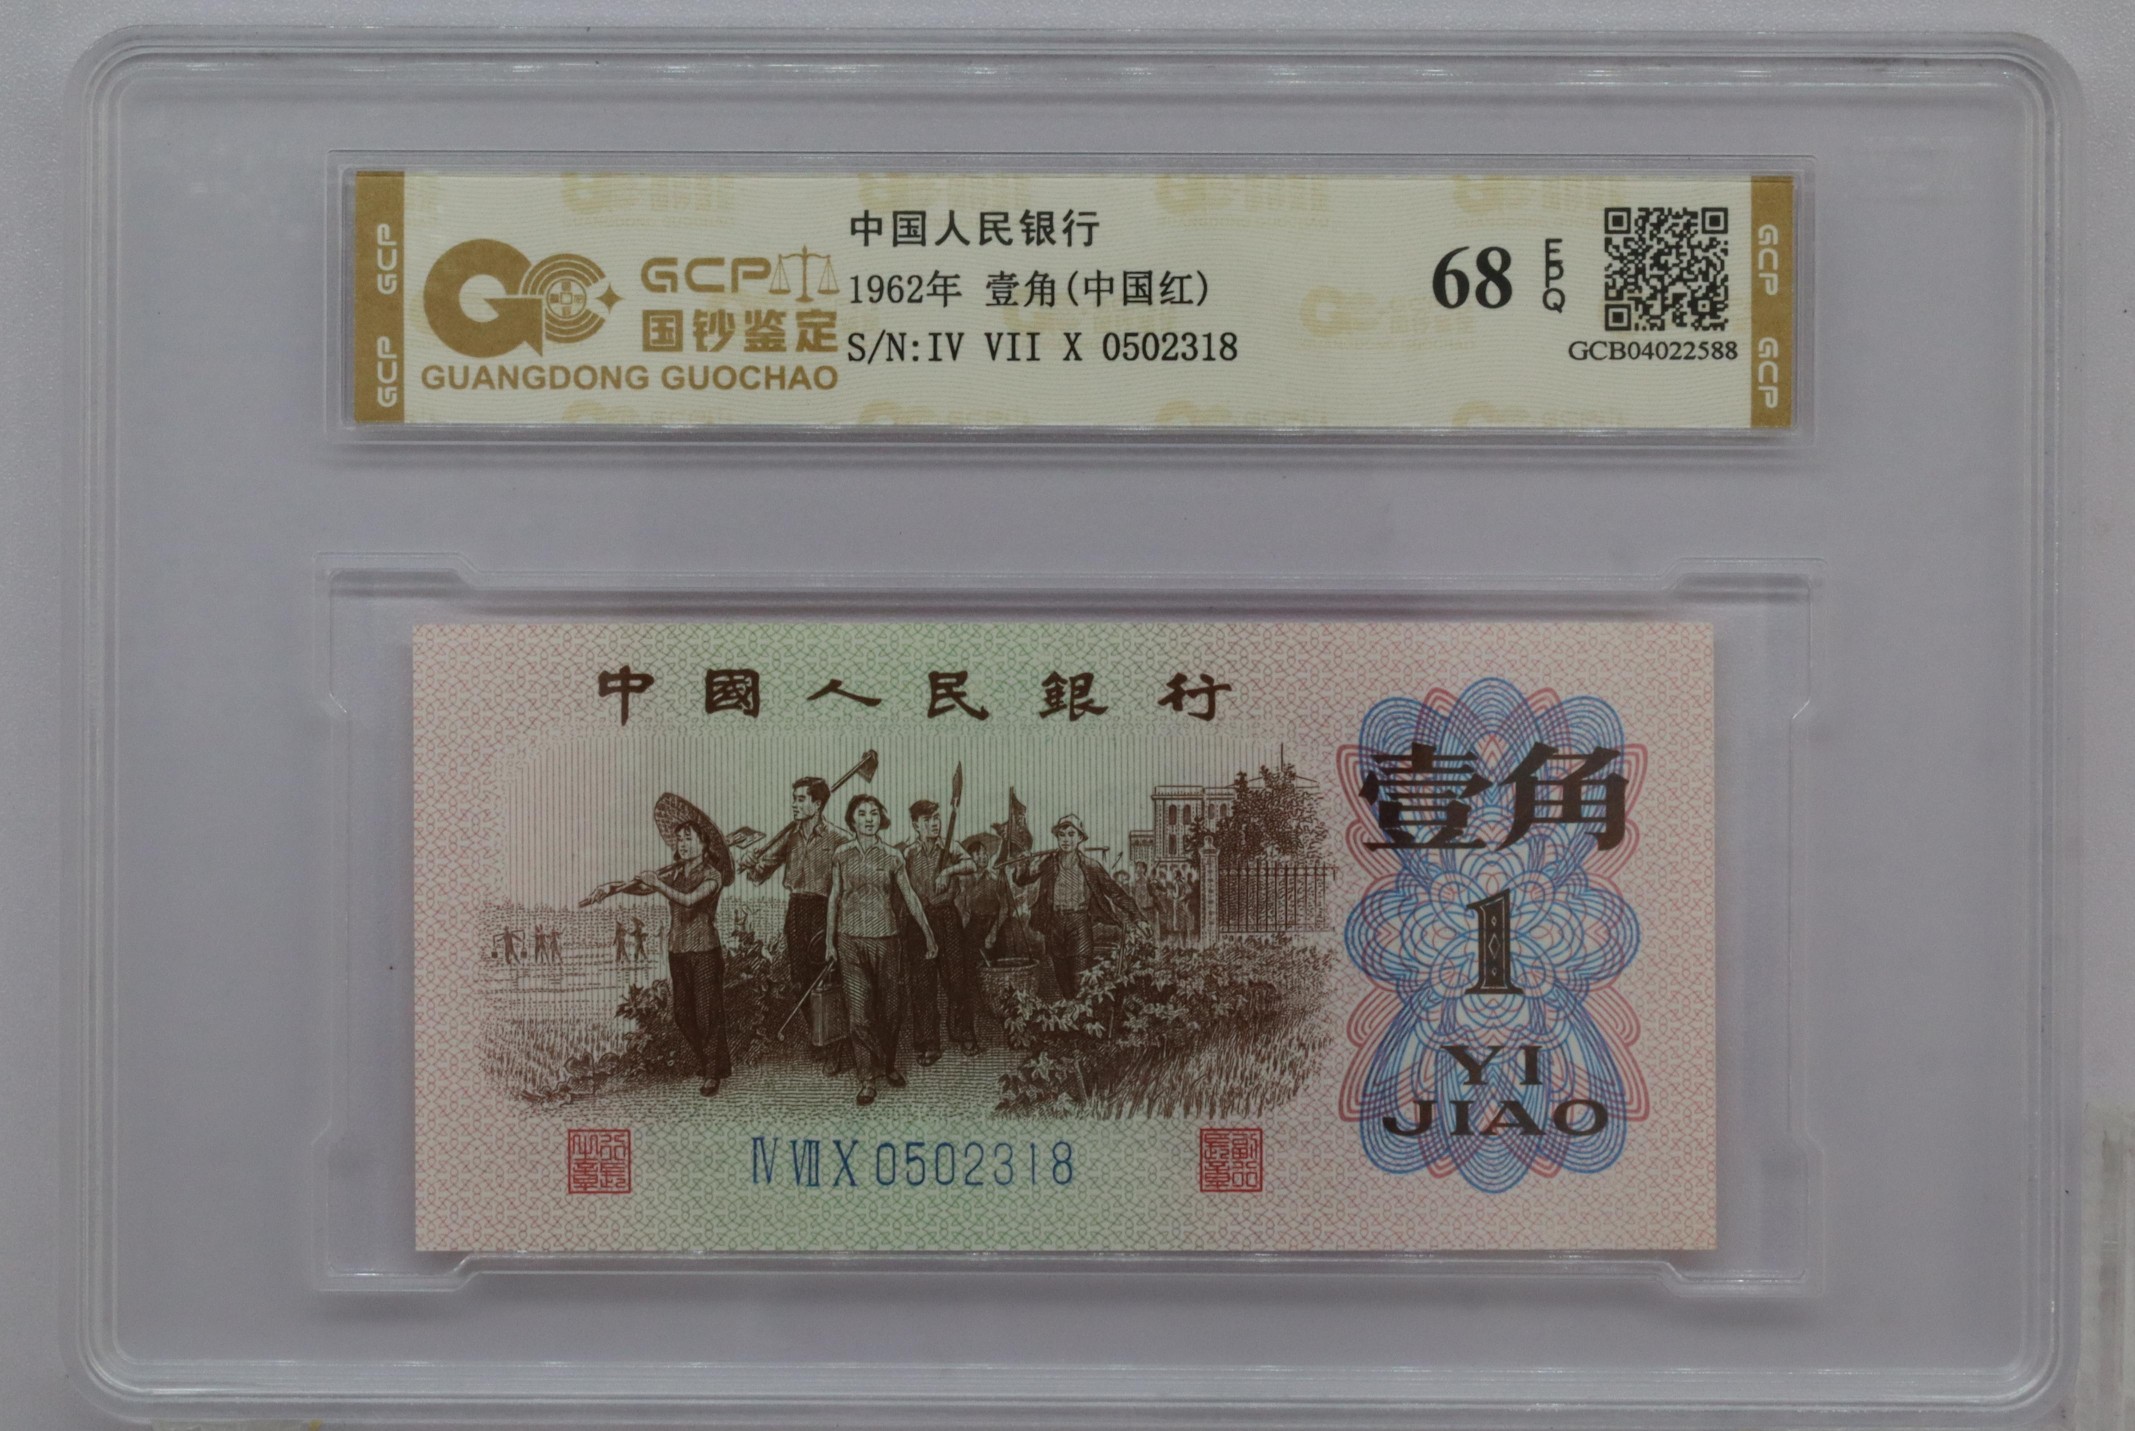 中国人民银行
1962年 壹角(中国红)
S/N:IV VII X 0502318
GCP
国钞鉴定
GUANGDONG GUOCHAO
68 EPQ
GCB04022588
GCP
GCP
GCP
GCP
中國人民銀行
壹角
1
YI
JIAO
IV VII X 0502318